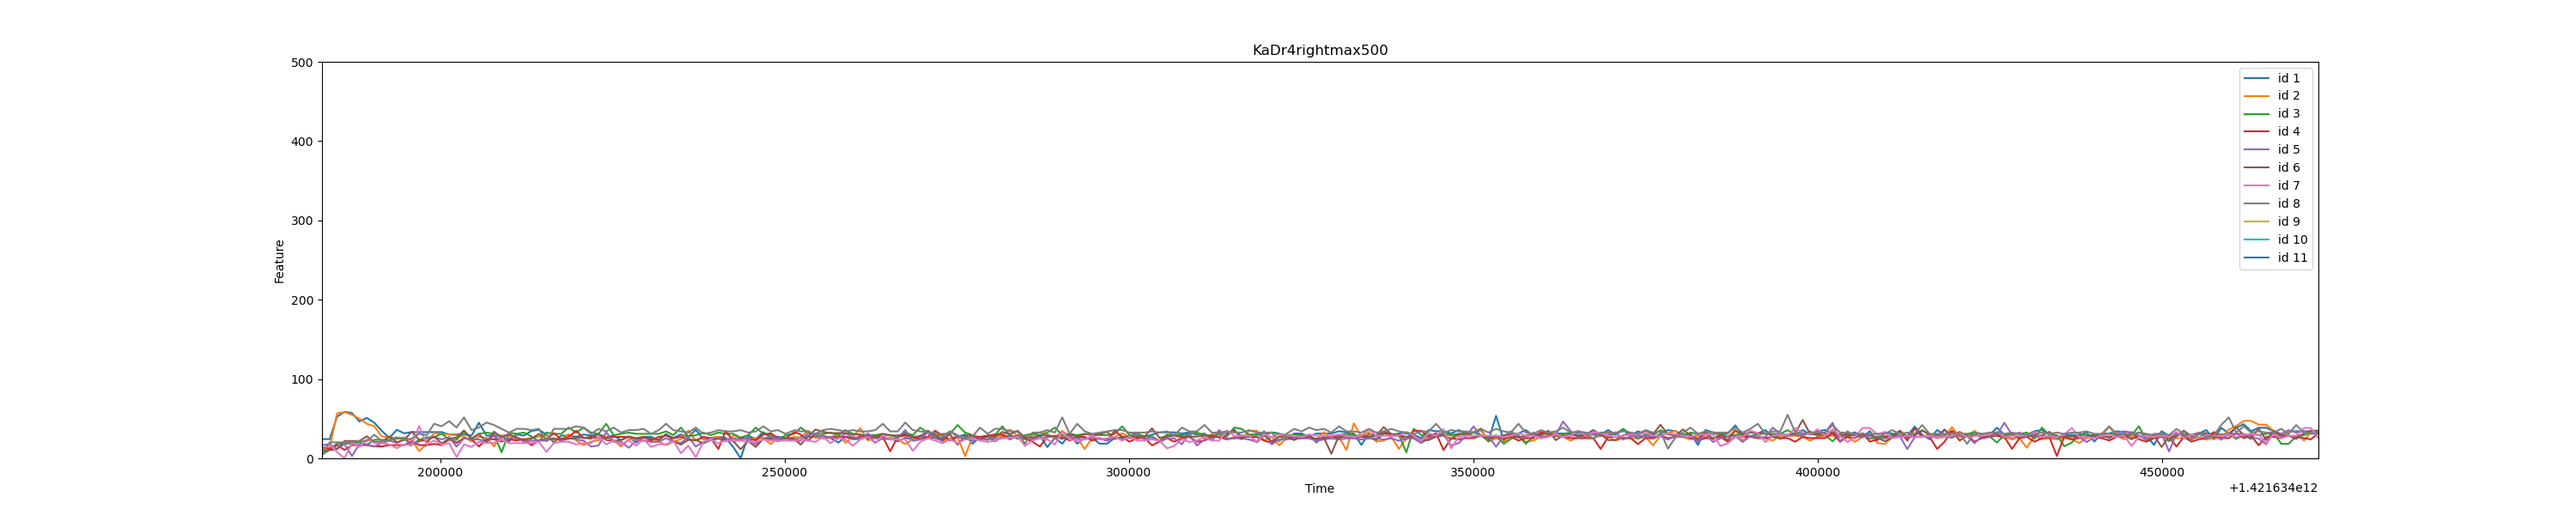 KaDr4rightmax500
500
400
300
200
100
0
Feature
200000
250000
300000
350000
400000
450000
Time
+1.421634e12
id 1
id 2
id 3
id 4
id 5
id 6
id 7
id 8
id 9
id 10
id 11